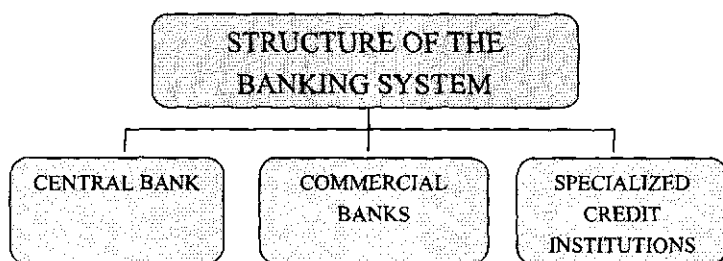 STRUCTURE OF THE
BANKING SYSTEM
CENTRAL BANK
COMMERCIAL
BANKS
SPECIALIZED
CREDIT
INSTITUTIONS